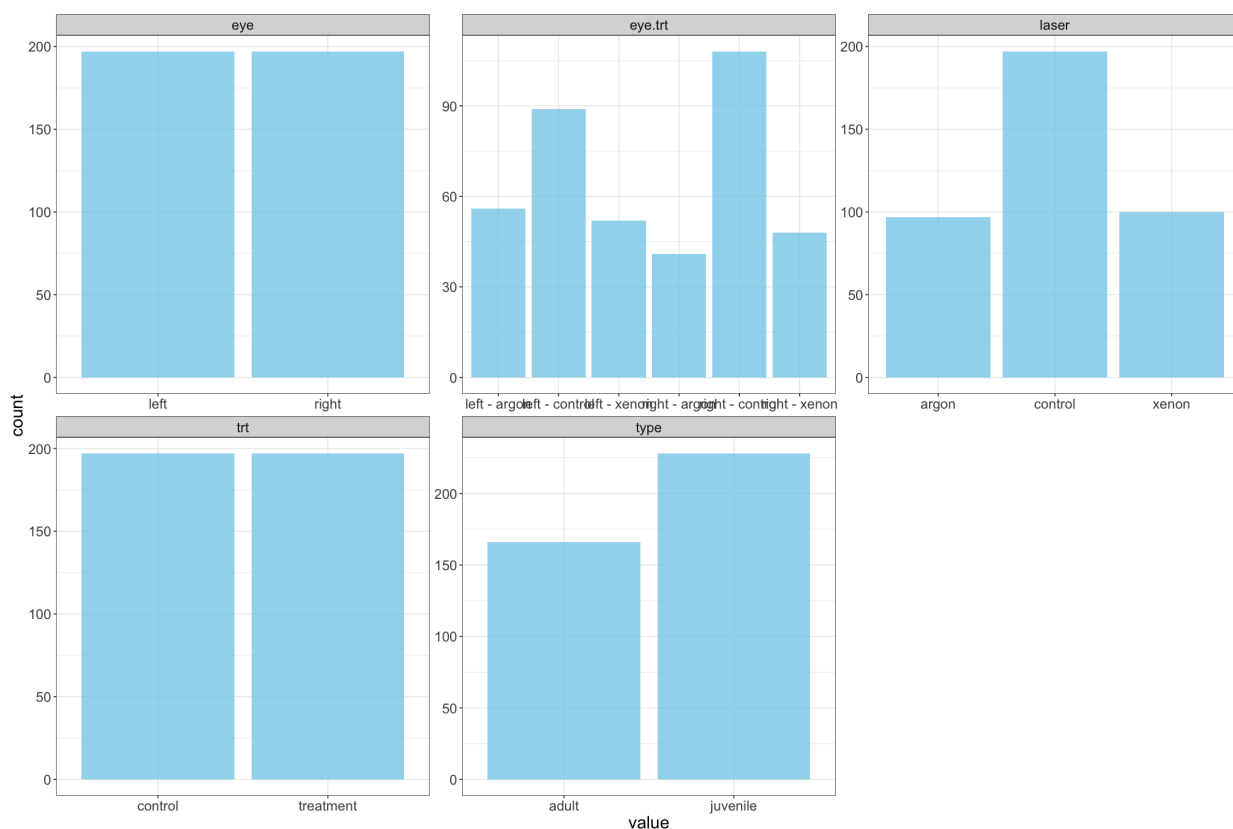 eye
eye.trt
laser
200
150
100
50
0
90
60
30
0
200
150
100
50
0
left
right
left - argon
left - control
left - xenon
right - argon
right - control
right - xenon
argon
control
xenon
count
trt
type
200
150
100
50
0
200
150
100
50
0
control
treatment
adult
juvenile
value